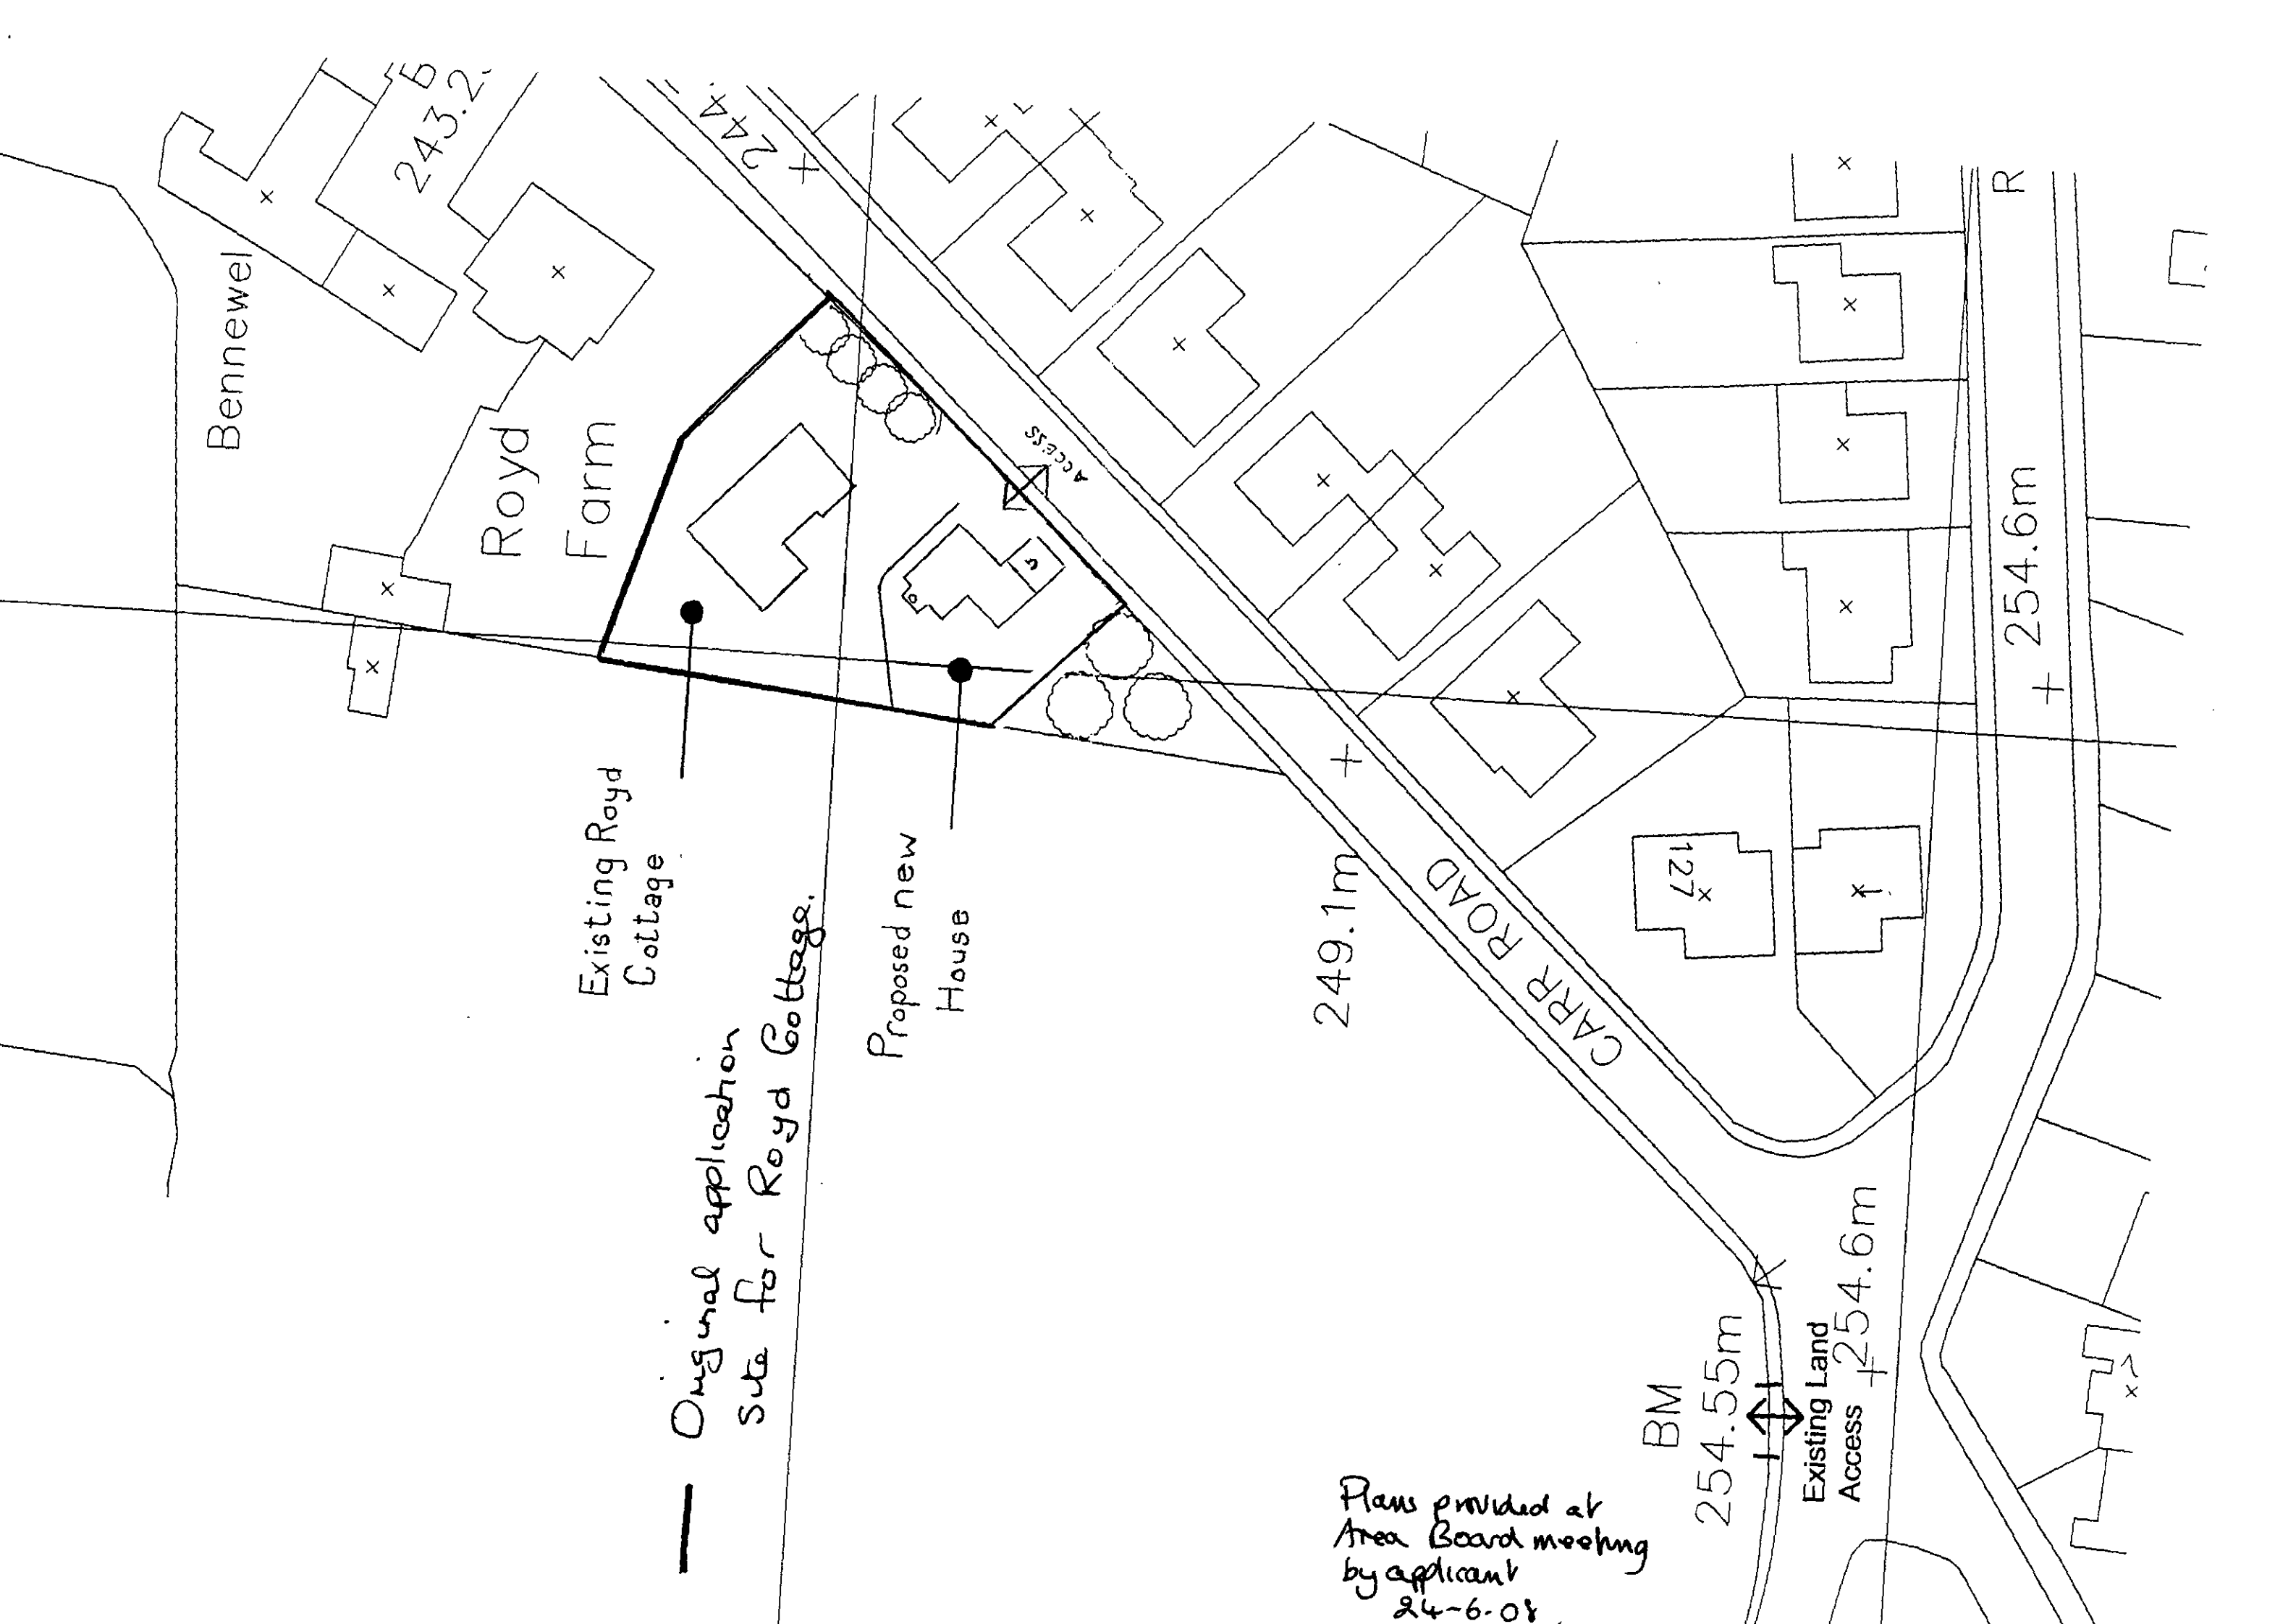 243.2
244.
Bennewel
Royd
Farm
ACCESS
R
254.6m
Existing Royd
Cottage
Proposed new
House
249.1m
CARR ROAD
127
1
Original application
Site for Royd Cottage.
BM
254.55m
Existing Land
Access
254.6m
Plans provided at
Area Board meeting
by applicant
24-6-08